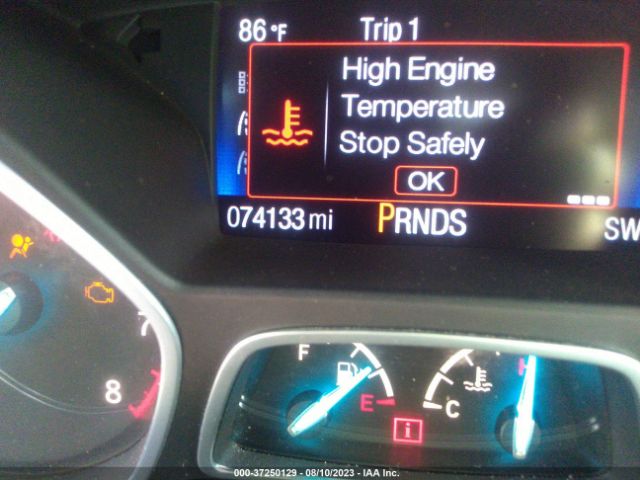 86°F Trip 1
High Engine
Temperature
Stop Safely
OK
074133 mi PRNDS SW
7
8
F E C H
i
000-37250129 - 08/10/2023 - IAA Inc.